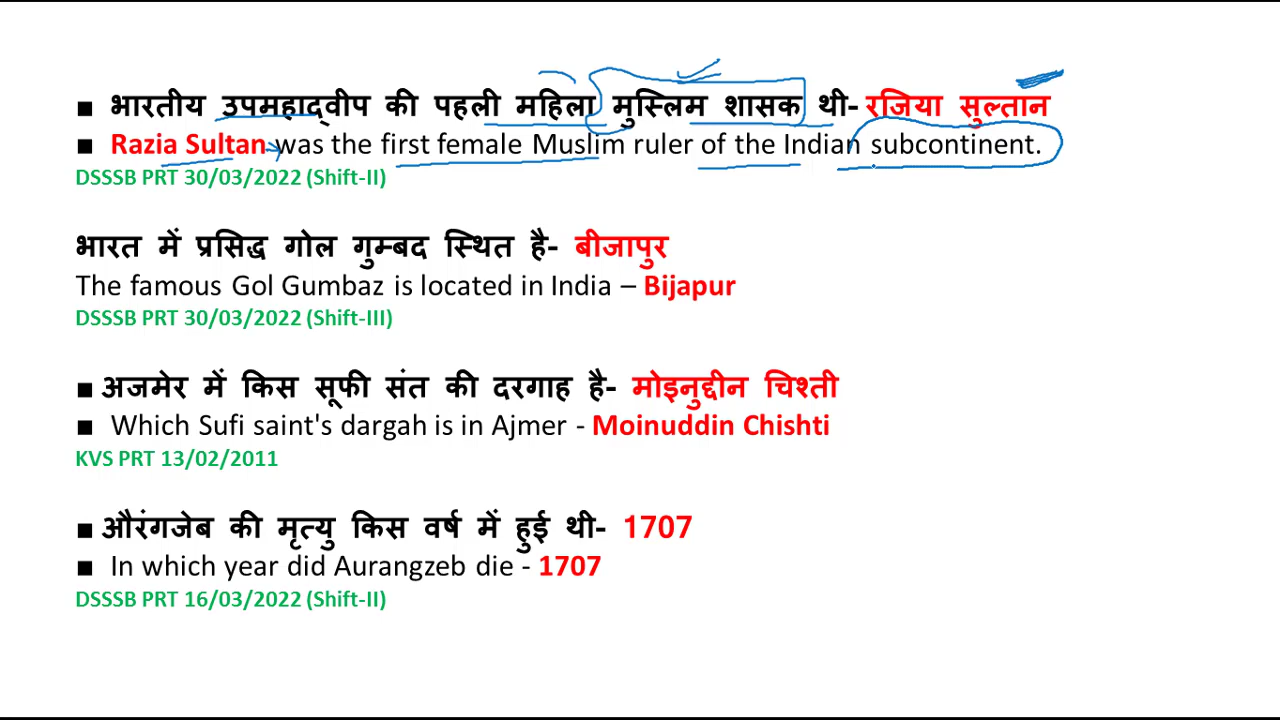 ▪ भारतीय उपमहाद्वीप की पहली महिला मुस्लिम शासक थी- रजिया सुल्तान
▪ Razia Sultan was the first female Muslim ruler of the Indian subcontinent.
DSSSB PRT 30/03/2022 (Shift-II)
भारत में प्रसिद्ध गोल गुम्बद स्थित है- बीजापुर
The famous Gol Gumbaz is located in India – Bijapur
DSSSB PRT 30/03/2022 (Shift-III)
▪ अजमेर में किस सूफी संत की दरगाह है- मोइनुद्दीन चिश्ती
▪ Which Sufi saint's dargah is in Ajmer - Moinuddin Chishti
KVS PRT 13/02/2011
▪ औरंगजेब की मृत्यु किस वर्ष में हुई थी- 1707
▪ In which year did Aurangzeb die - 1707
DSSSB PRT 16/03/2022 (Shift-II)